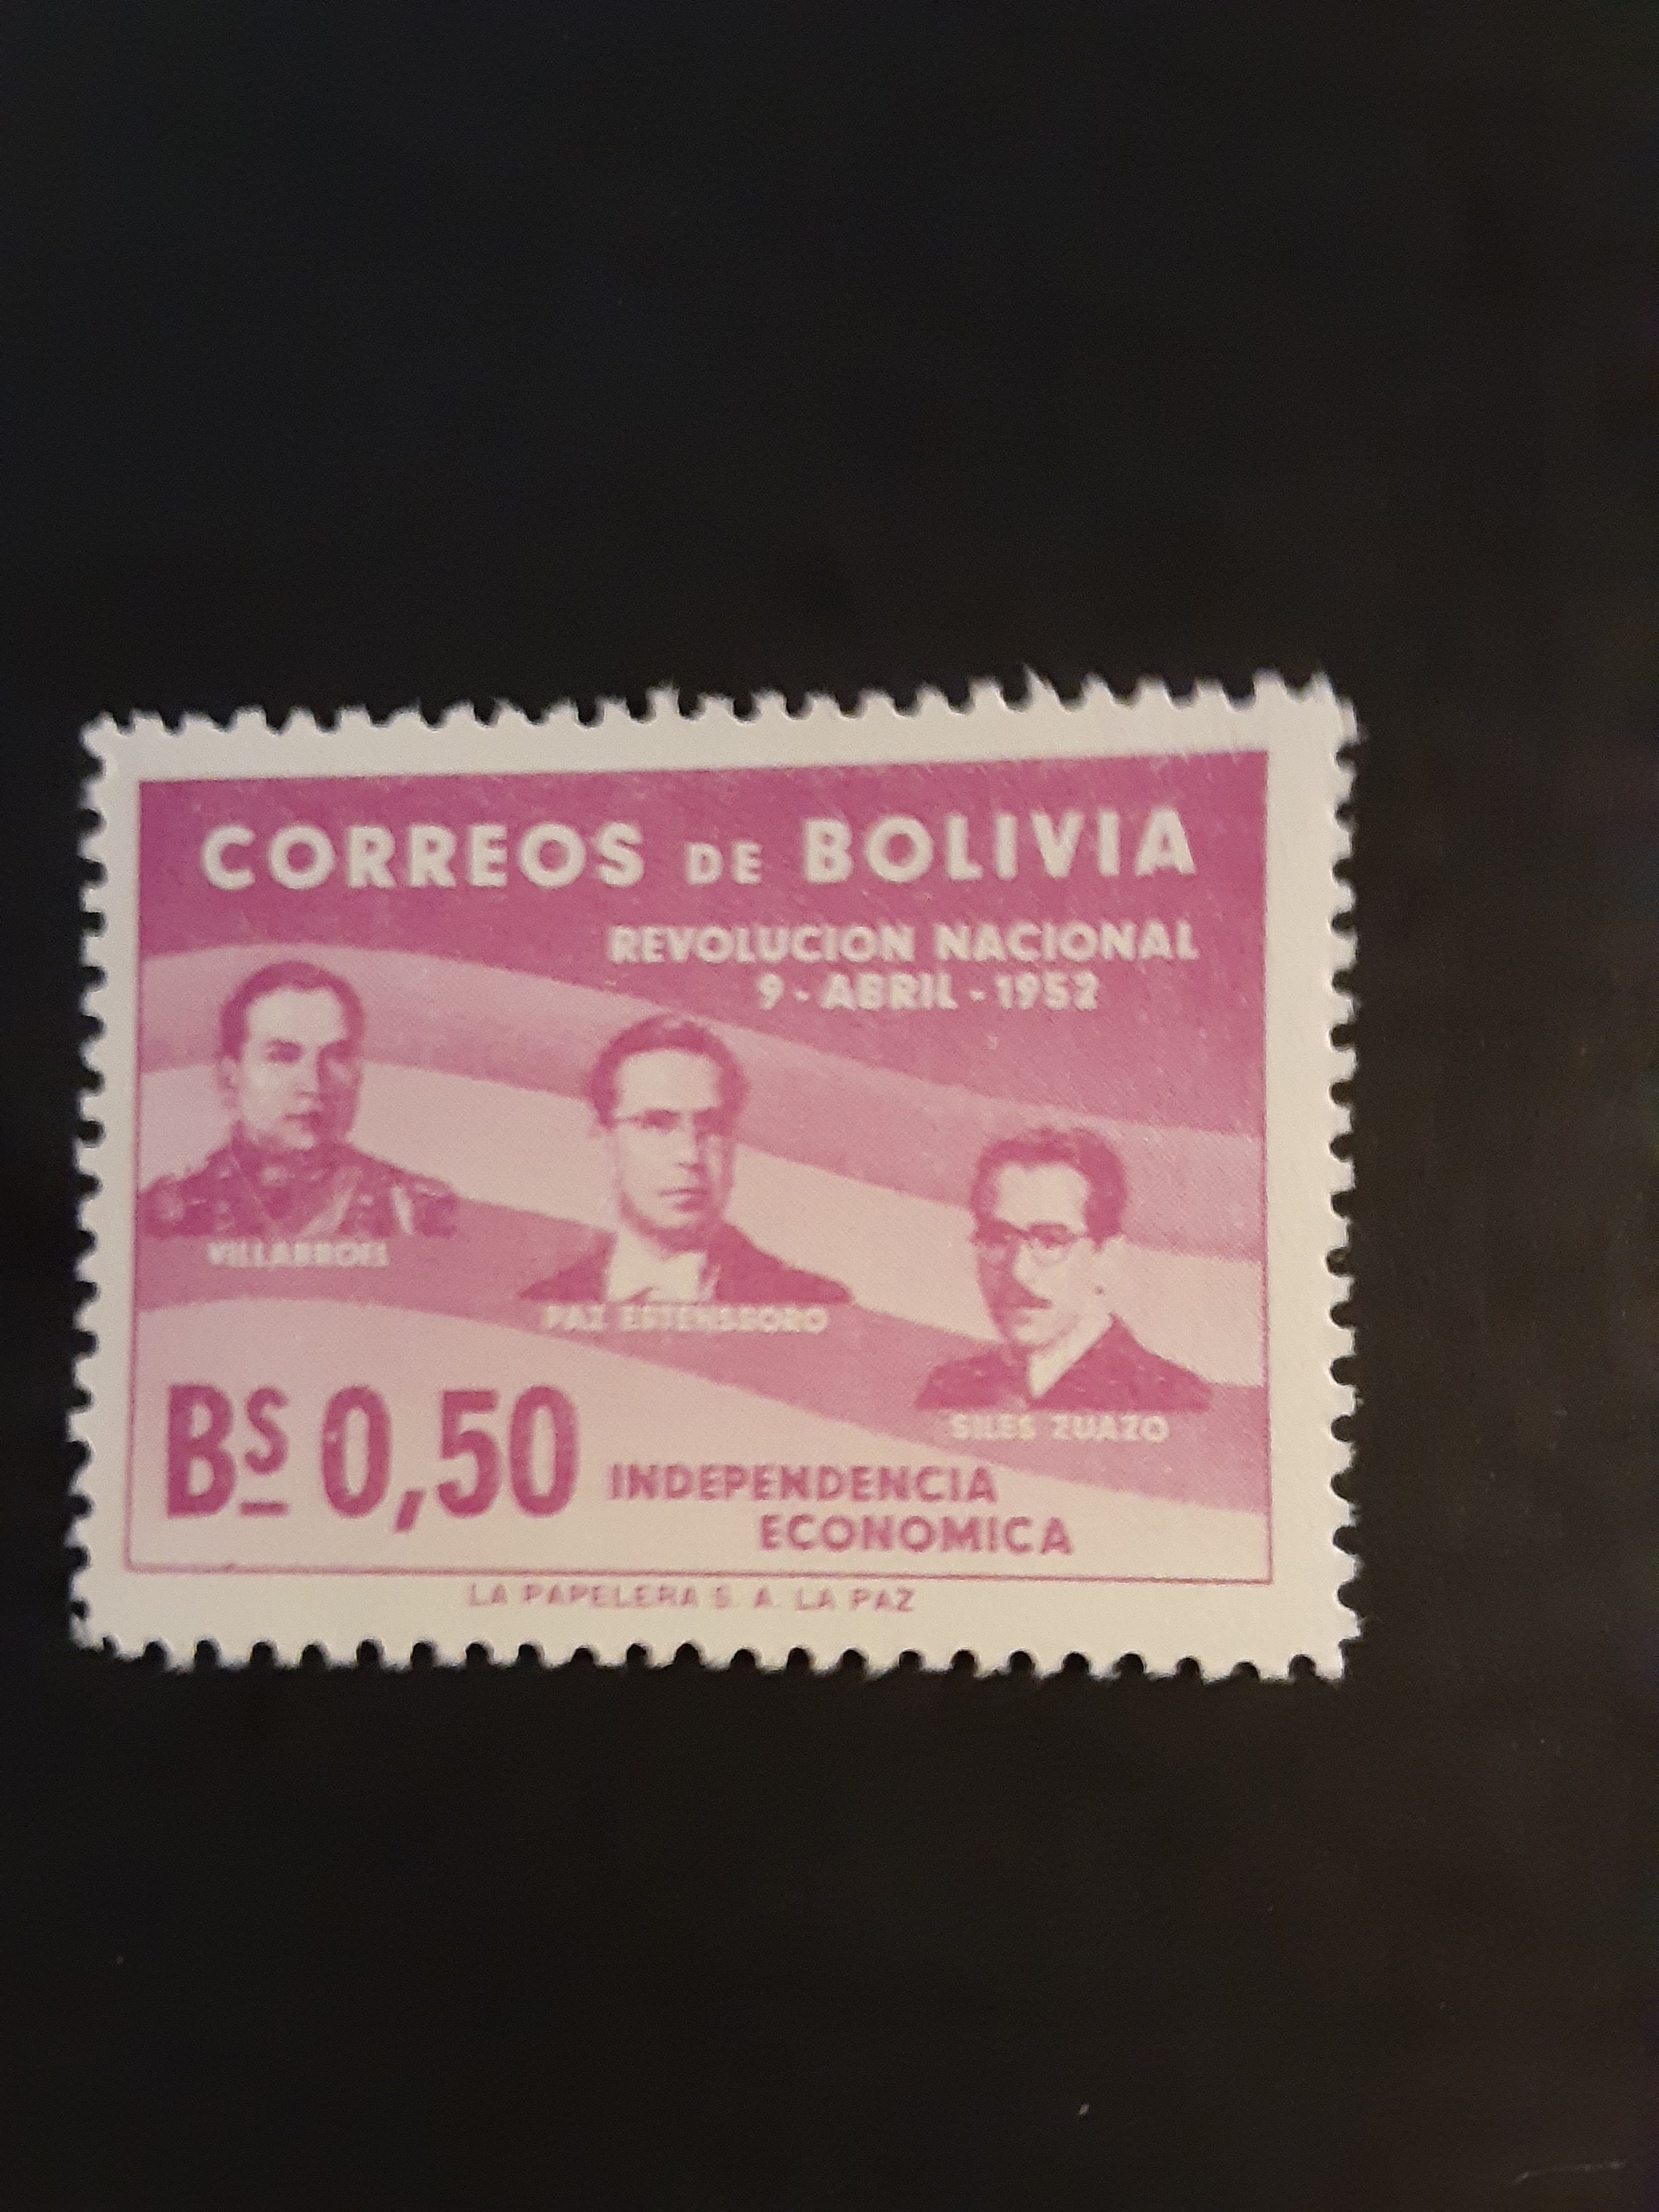 CORREOS DE BOLIVIA
REVOLUCION NACIONAL
9 - ABRIL - 1952
VILLARROEL
PAZ ESTENSSORO
SILES ZUAZO
BS 0,50
INDEPENDENCIA
ECONOMICA
LA PAPELERA S. A. LA PAZ